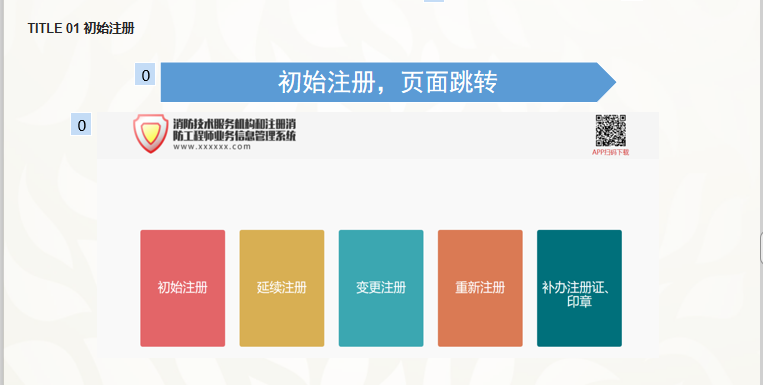 TITLE 01 初始注册
0
初始注册，页面跳转
0
消防技术服务机构和注册消
防工程师业务信息管理系统
www.xxxxxx.com
APP扫码下载
初始注册
延续注册
变更注册
重新注册
补办注册证、
印章